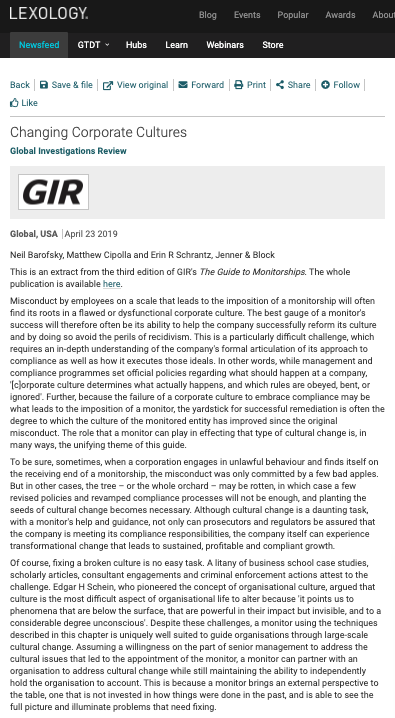 LEXOLOGY.
Blog Events Popular Awards About
Newsfeed GTDT Hubs Learn Webinars Store
Back Save & file View original Forward Print Share Follow
Like
Changing Corporate Cultures
Global Investigations Review
GIR
Global, USA | April 23 2019
Neil Barofsky, Matthew Cipolla and Erin R Schrantz, Jenner & Block
This is an extract from the third edition of GIR's The Guide to Monitorships. The whole
publication is available here.
Misconduct by employees on a scale that leads to the imposition of a monitorship will often
find its roots in a flawed or dysfunctional corporate culture. The best gauge of a monitor's
success will therefore often be its ability to help the company successfully reform its culture
and by doing so avoid the perils of recidivism. This is a particularly difficult challenge, which
requires an in-depth understanding of the company's formal articulation of its approach to
compliance as well as how it executes those ideals. In other words, while management and
compliance programmes set official policies regarding what should happen at a company,
'[c]orporate culture determines what actually happens, and which rules are obeyed, bent, or
ignored'. Further, because the failure of a corporate culture to embrace compliance may be
what leads to the imposition of a monitor, the yardstick for successful remediation is often the
degree to which the culture of the monitored entity has improved since the original
misconduct. The role that a monitor can play in effecting that type of cultural change is, in
many ways, the unifying theme of this guide.
To be sure, sometimes, when a corporation engages in unlawful behaviour and finds itself on
the receiving end of a monitorship, the misconduct was only committed by a few bad apples.
But in other cases, the tree – or the whole orchard – may be rotten, in which case a few
revised policies and revamped compliance processes will not be enough, and planting the
seeds of cultural change becomes necessary. Although cultural change is a daunting task,
with a monitor's help and guidance, not only can prosecutors and regulators be assured that
the company is meeting its compliance responsibilities, the company itself can experience
transformational change that leads to sustained, profitable and compliant growth.
Of course, fixing a broken culture is no easy task. A litany of business school case studies,
scholarly articles, consultant engagements and criminal enforcement actions attest to the
challenge. Edgar H Schein, who pioneered the concept of organisational culture, argued that
culture is the most difficult aspect of organisational life to alter because 'it points us to
phenomena that are below the surface, that are powerful in their impact but invisible, and to a
considerable degree unconscious'. Despite these challenges, a monitor using the techniques
described in this chapter is uniquely well suited to guide organisations through large-scale
cultural change. Assuming a willingness on the part of senior management to address the
cultural issues that led to the appointment of the monitor, a monitor can partner with an
organisation to address cultural change while still maintaining the ability to independently
hold the organisation to account. This is because a monitor brings an external perspective to
the table, one that is not invested in how things were done in the past, and is able to see the
full picture and illuminate problems that need fixing.